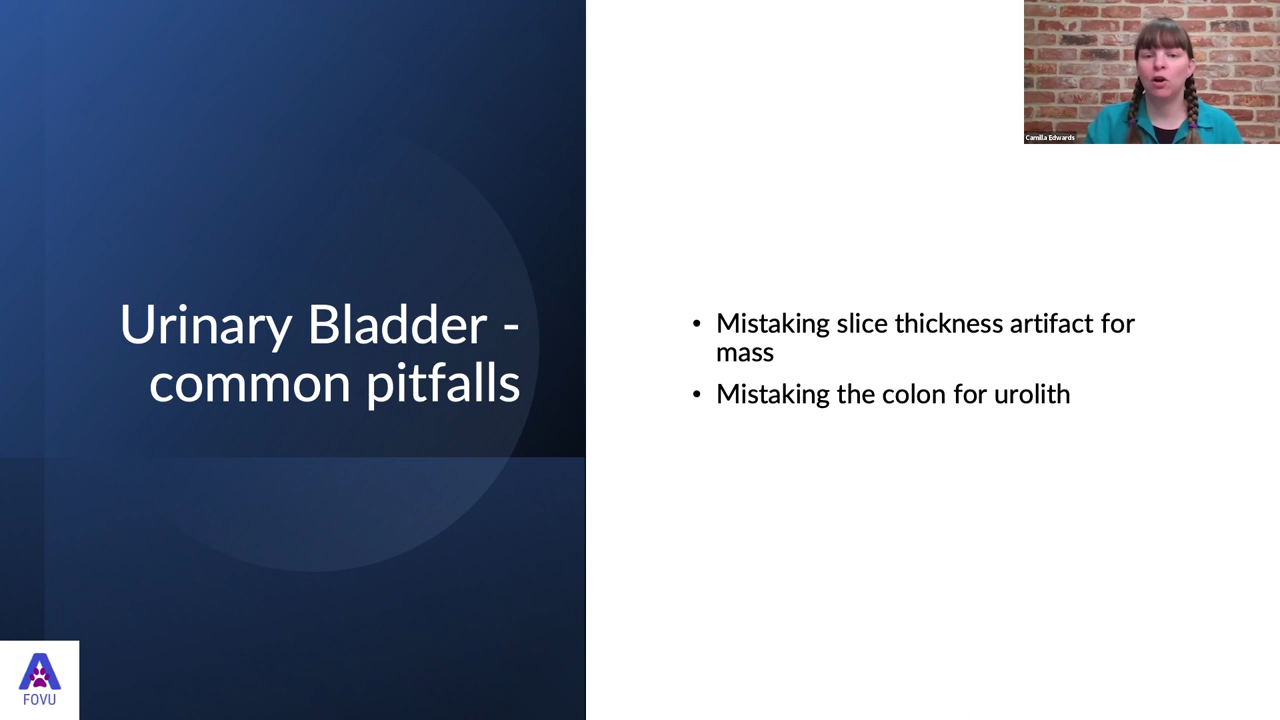 Camilla Edwards
Urinary Bladder -
common pitfalls
• Mistaking slice thickness artifact for
mass
• Mistaking the colon for urolith
FOVU